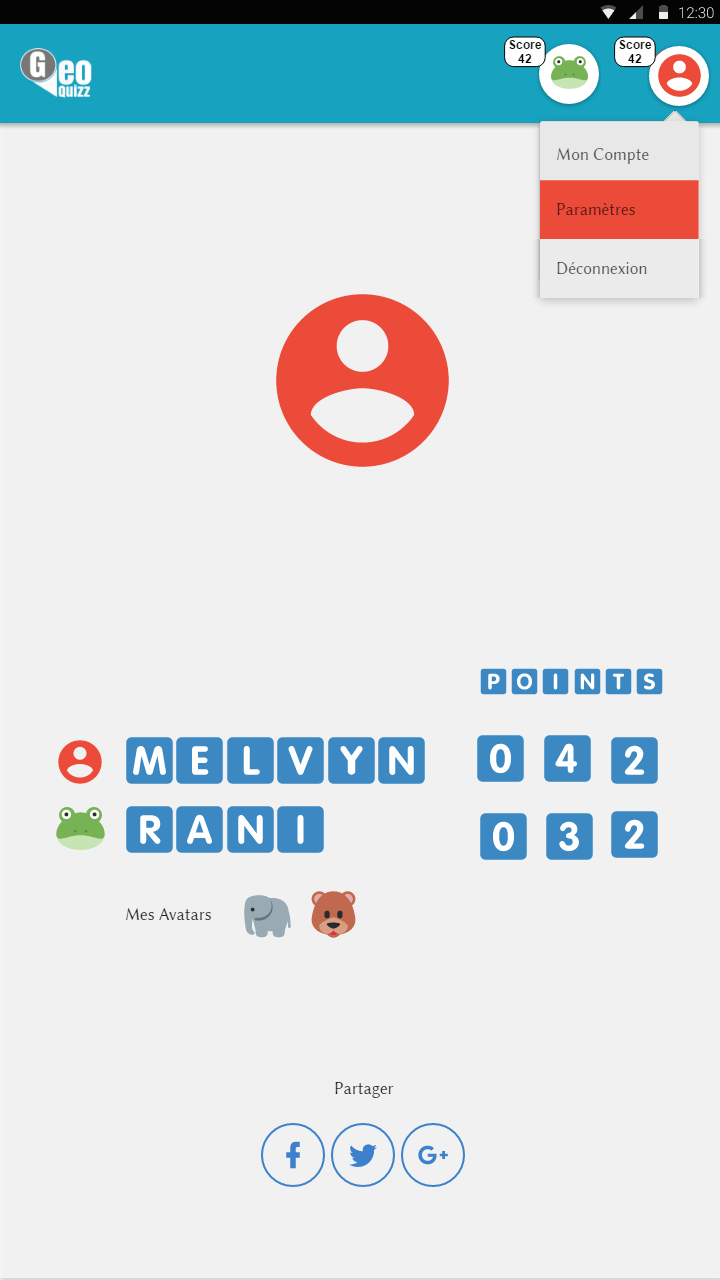 12:30
Geo
Quizz
Score
42
Score
42
Mon Compte
Paramètres
Déconnexion
POINTS
MELVYN 042
RANI 032
Mes Avatars
Partager
f G+